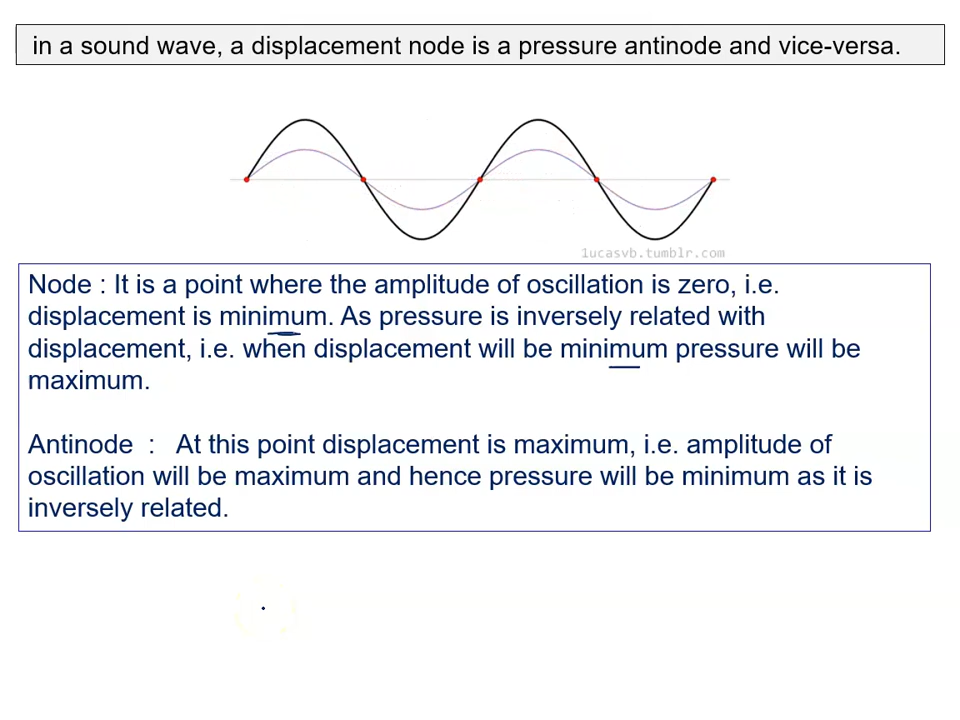 in a sound wave, a displacement node is a pressure antinode and vice-versa.
1ucasvb.tumblr.com
Node : It is a point where the amplitude of oscillation is zero, i.e.
displacement is minimum. As pressure is inversely related with
displacement, i.e. when displacement will be minimum pressure will be
maximum.
Antinode : At this point displacement is maximum, i.e. amplitude of
oscillation will be maximum and hence pressure will be minimum as it is
inversely related.